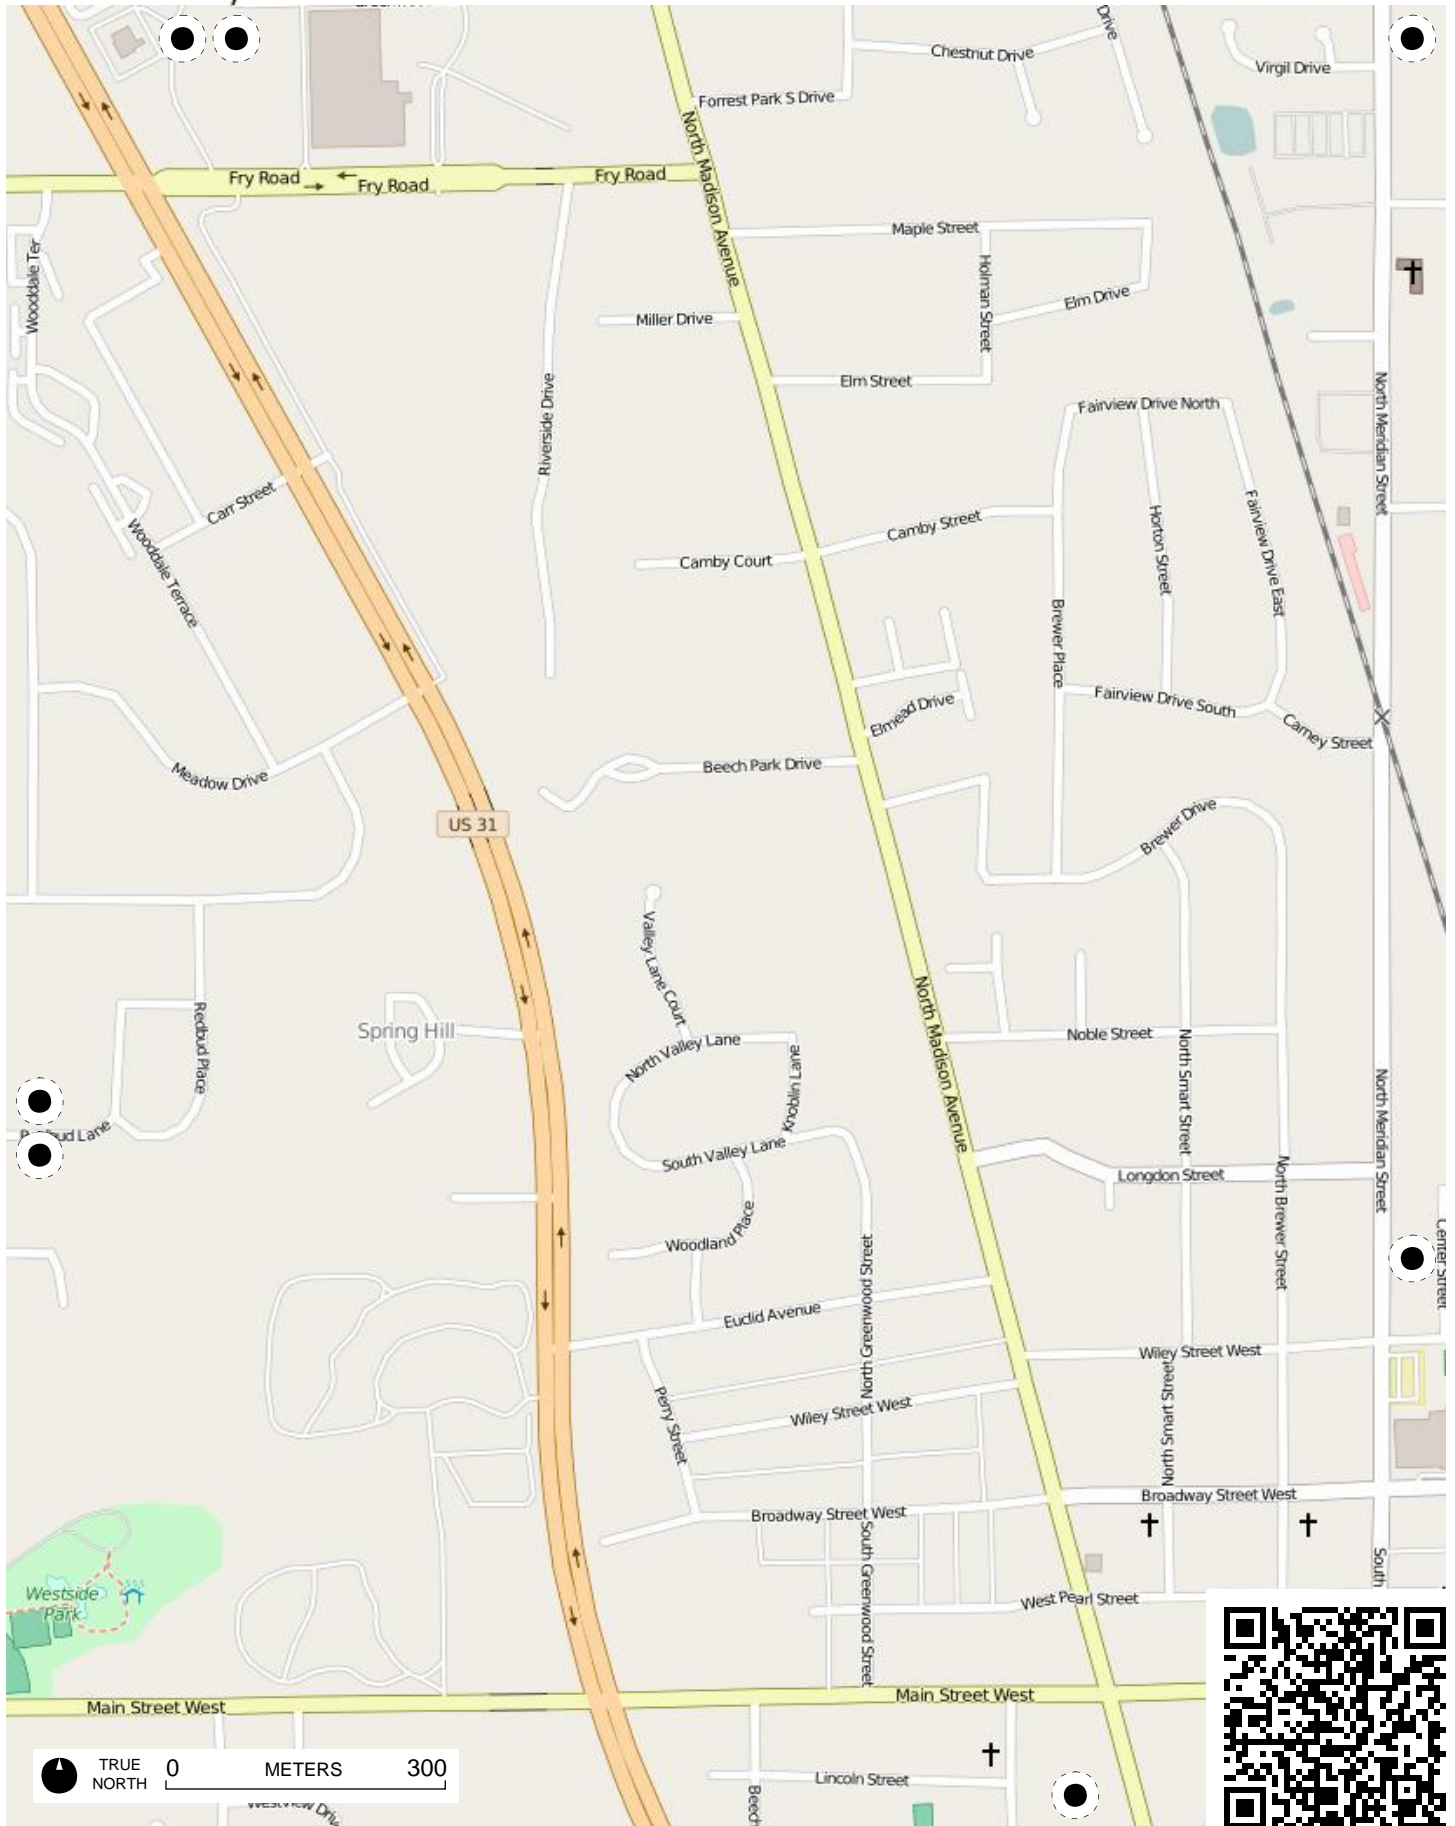 Drive
Chestnut Drive
Virgil Drive
Forrest Park S Drive
North Madison Avenue
Fry Road
Fry Road
Fry Road
Maple Street
Wooddale Ter
Holman Street
Elm Drive
Miller Drive
Elm Street
Riverside Drive
North Meridian Street
Fairview Drive North
Carr Street
Camby Street
Horton Street
Fairview Drive East
Wooddale Terrace
Camby Court
Brewer Place
Elmead Drive
Fairview Drive South
Carney Street
Meadow Drive
Beech Park Drive
US 31
Brewer Drive
Valley Lane Court
North Madison Avenue
Redbud Place
Spring Hill
North Valley Lane
Knoblin Lane
Noble Street
North Smart Street
North Meridian Street
Lane
South Valley Lane
Longdon Street
North Brewer Street
Woodland Place
North Greenwood Street
Center Street
Euclid Avenue
Wiley Street West
Perry Street
Wiley Street West
North Smart Street
Broadway Street West
Broadway Street West
South Greenwood Street
South
Westside
Park
West Pearl Street
Main Street West
Main Street West
TRUE
NORTH
0 METERS 300
Lincoln Street
Beech
Westview Driv